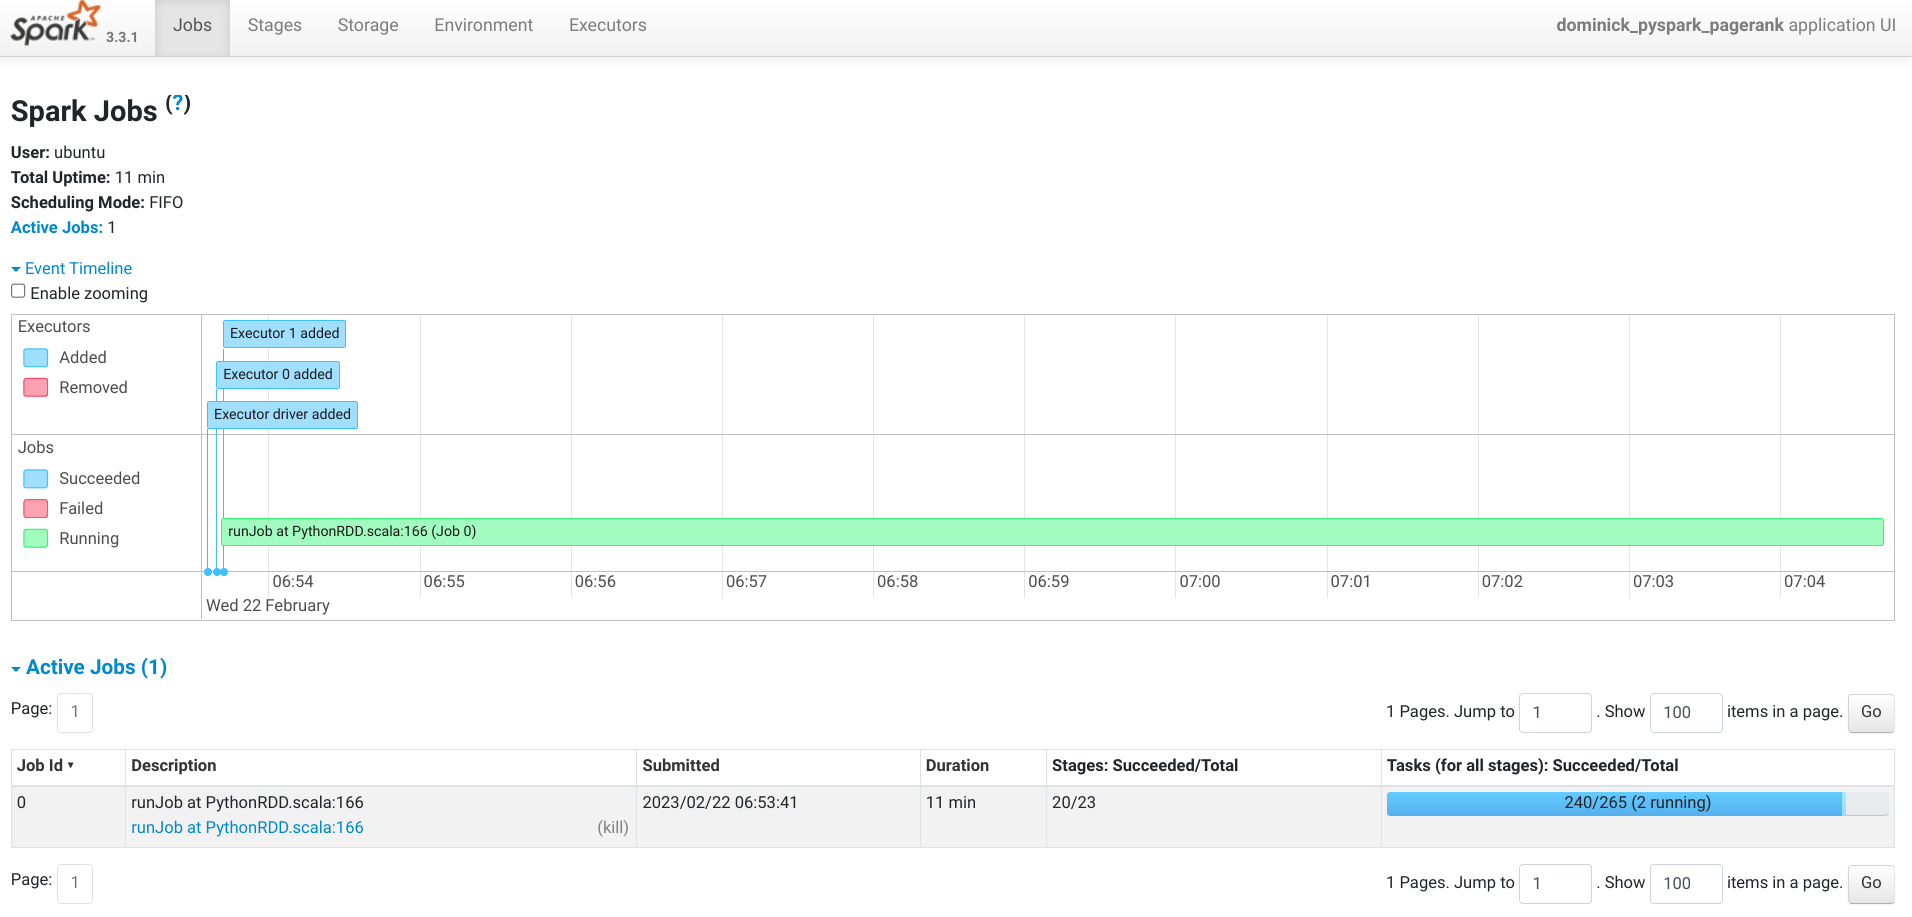 APACHE Spark 3.3.1 Jobs Stages Storage Environment Executors dominick_pyspark_pagerank application UI
Spark Jobs (?)
User: ubuntu
Total Uptime: 11 min
Scheduling Mode: FIFO
Active Jobs: 1
Event Timeline
Enable zooming
Executors
Added
Removed
Executor 1 added
Executor 0 added
Executor driver added
Jobs
Succeeded
Failed
Running
runJob at PythonRDD.scala:166 (Job 0)
06:54 06:55 06:56 06:57 06:58 06:59 07:00 07:01 07:02 07:03 07:04
Wed 22 February
Active Jobs (1)
Page: 1 1 Pages. Jump to 1 . Show 100 items in a page. Go
Job Id ▾ Description Submitted Duration Stages: Succeeded/Total Tasks (for all stages): Succeeded/Total
0 runJob at PythonRDD.scala:166 2023/02/22 06:53:41 11 min 20/23 240/265 (2 running)
runJob at PythonRDD.scala:166 (kill)
Page: 1 1 Pages. Jump to 1 . Show 100 items in a page. Go